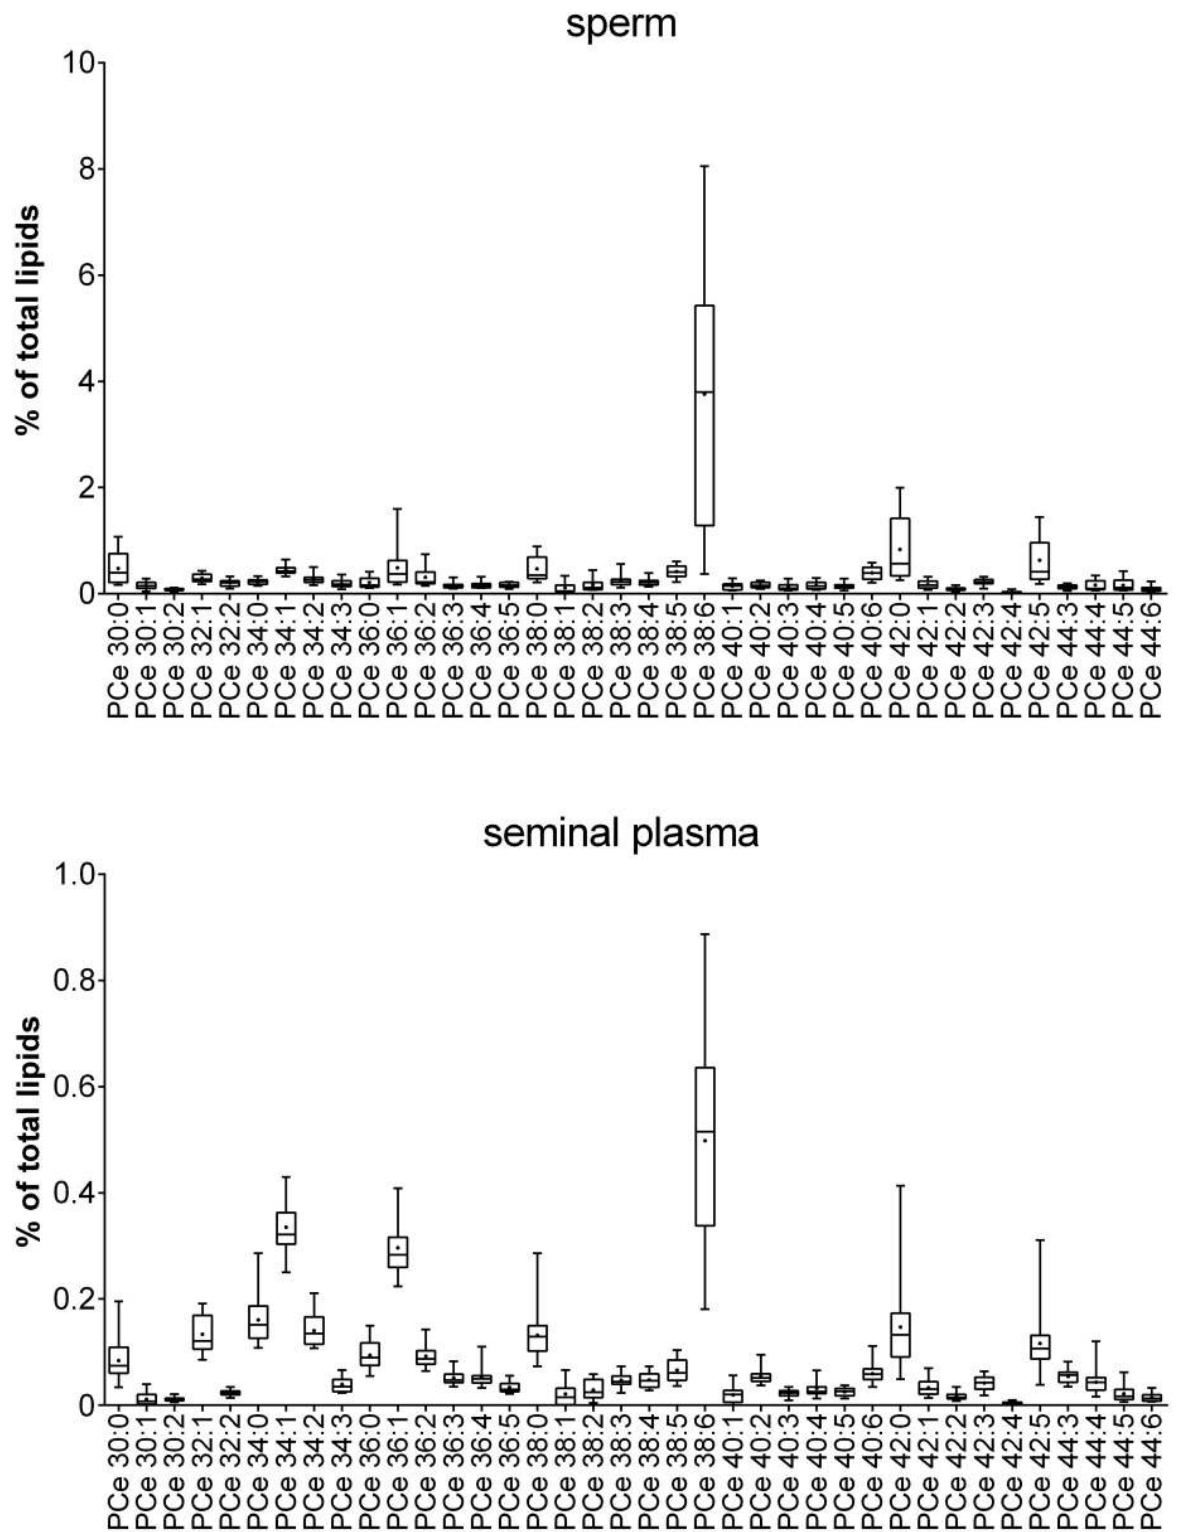 sperm
% of total lipids
10
8
6
4
2
0
PCe 30:0
PCe 30:1
PCe 30:2
PCe 32:1
PCe 32:2
PCe 34:0
PCe 34:1
PCe 34:2
PCe 34:3
PCe 36:0
PCe 36:1
PCe 36:2
PCe 36:3
PCe 36:4
PCe 36:5
PCe 38:0
PCe 38:1
PCe 38:2
PCe 38:3
PCe 38:4
PCe 38:5
PCe 38:6
PCe 40:1
PCe 40:2
PCe 40:3
PCe 40:4
PCe 40:5
PCe 40:6
PCe 42:0
PCe 42:1
PCe 42:2
PCe 42:3
PCe 42:4
PCe 42:5
PCe 44:3
PCe 44:4
PCe 44:5
PCe 44:6
seminal plasma
% of total lipids
1.0
0.8
0.6
0.4
0.2
0
PCe 30:0
PCe 30:1
PCe 30:2
PCe 32:1
PCe 32:2
PCe 34:0
PCe 34:1
PCe 34:2
PCe 34:3
PCe 36:0
PCe 36:1
PCe 36:2
PCe 36:3
PCe 36:4
PCe 36:5
PCe 38:0
PCe 38:1
PCe 38:2
PCe 38:3
PCe 38:4
PCe 38:5
PCe 38:6
PCe 40:1
PCe 40:2
PCe 40:3
PCe 40:4
PCe 40:5
PCe 40:6
PCe 42:0
PCe 42:1
PCe 42:2
PCe 42:3
PCe 42:4
PCe 42:5
PCe 44:3
PCe 44:4
PCe 44:5
PCe 44:6